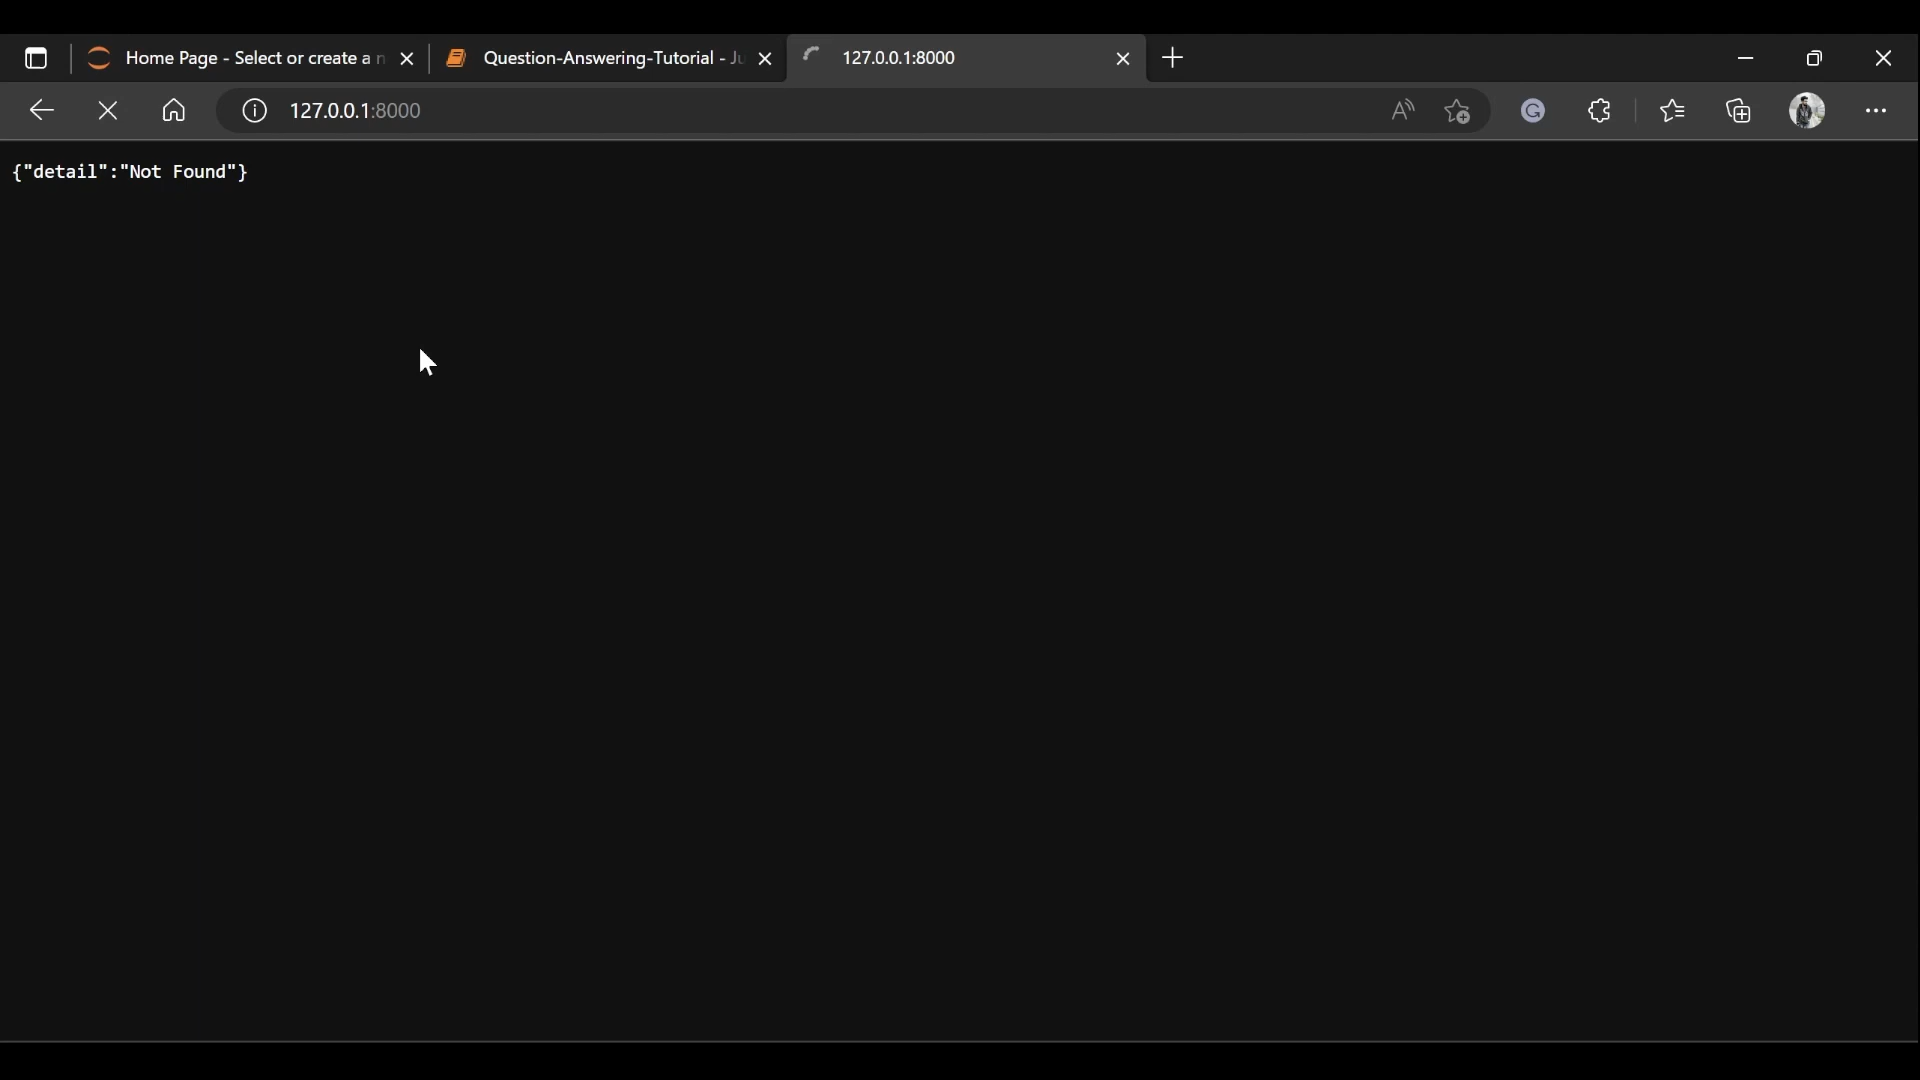 Home Page - Select or create a n
Question-Answering-Tutorial - Ju
127.0.0.1:8000
127.0.0.1:8000
{"detail":"Not Found"}